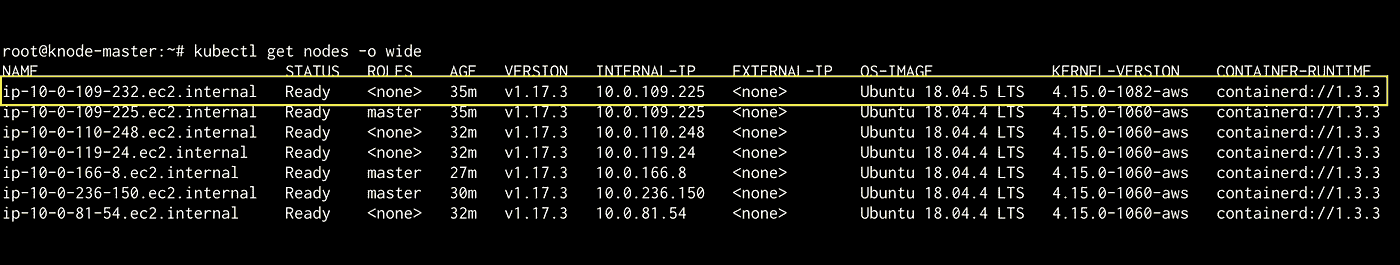 root@knode-master:~# kubectl get nodes -o wide
NAME STATUS ROLES AGE VERSION INTERNAL-IP EXTERNAL-IP OS-IMAGE KERNEL-VERSION CONTAINER-RUNTIME
ip-10-0-109-232.ec2.internal Ready <none> 35m v1.17.3 10.0.109.225 <none> Ubuntu 18.04.5 LTS 4.15.0-1082-aws containerd://1.3.3
ip-10-0-109-225.ec2.internal Ready master 35m v1.17.3 10.0.109.225 <none> Ubuntu 18.04.4 LTS 4.15.0-1060-aws containerd://1.3.3
ip-10-0-110-248.ec2.internal Ready <none> 32m v1.17.3 10.0.110.248 <none> Ubuntu 18.04.4 LTS 4.15.0-1060-aws containerd://1.3.3
ip-10-0-119-24.ec2.internal Ready <none> 32m v1.17.3 10.0.119.24 <none> Ubuntu 18.04.4 LTS 4.15.0-1060-aws containerd://1.3.3
ip-10-0-166-8.ec2.internal Ready master 27m v1.17.3 10.0.166.8 <none> Ubuntu 18.04.4 LTS 4.15.0-1060-aws containerd://1.3.3
ip-10-0-236-150.ec2.internal Ready master 30m v1.17.3 10.0.236.150 <none> Ubuntu 18.04.4 LTS 4.15.0-1060-aws containerd://1.3.3
ip-10-0-81-54.ec2.internal Ready <none> 32m v1.17.3 10.0.81.54 <none> Ubuntu 18.04.4 LTS 4.15.0-1060-aws containerd://1.3.3